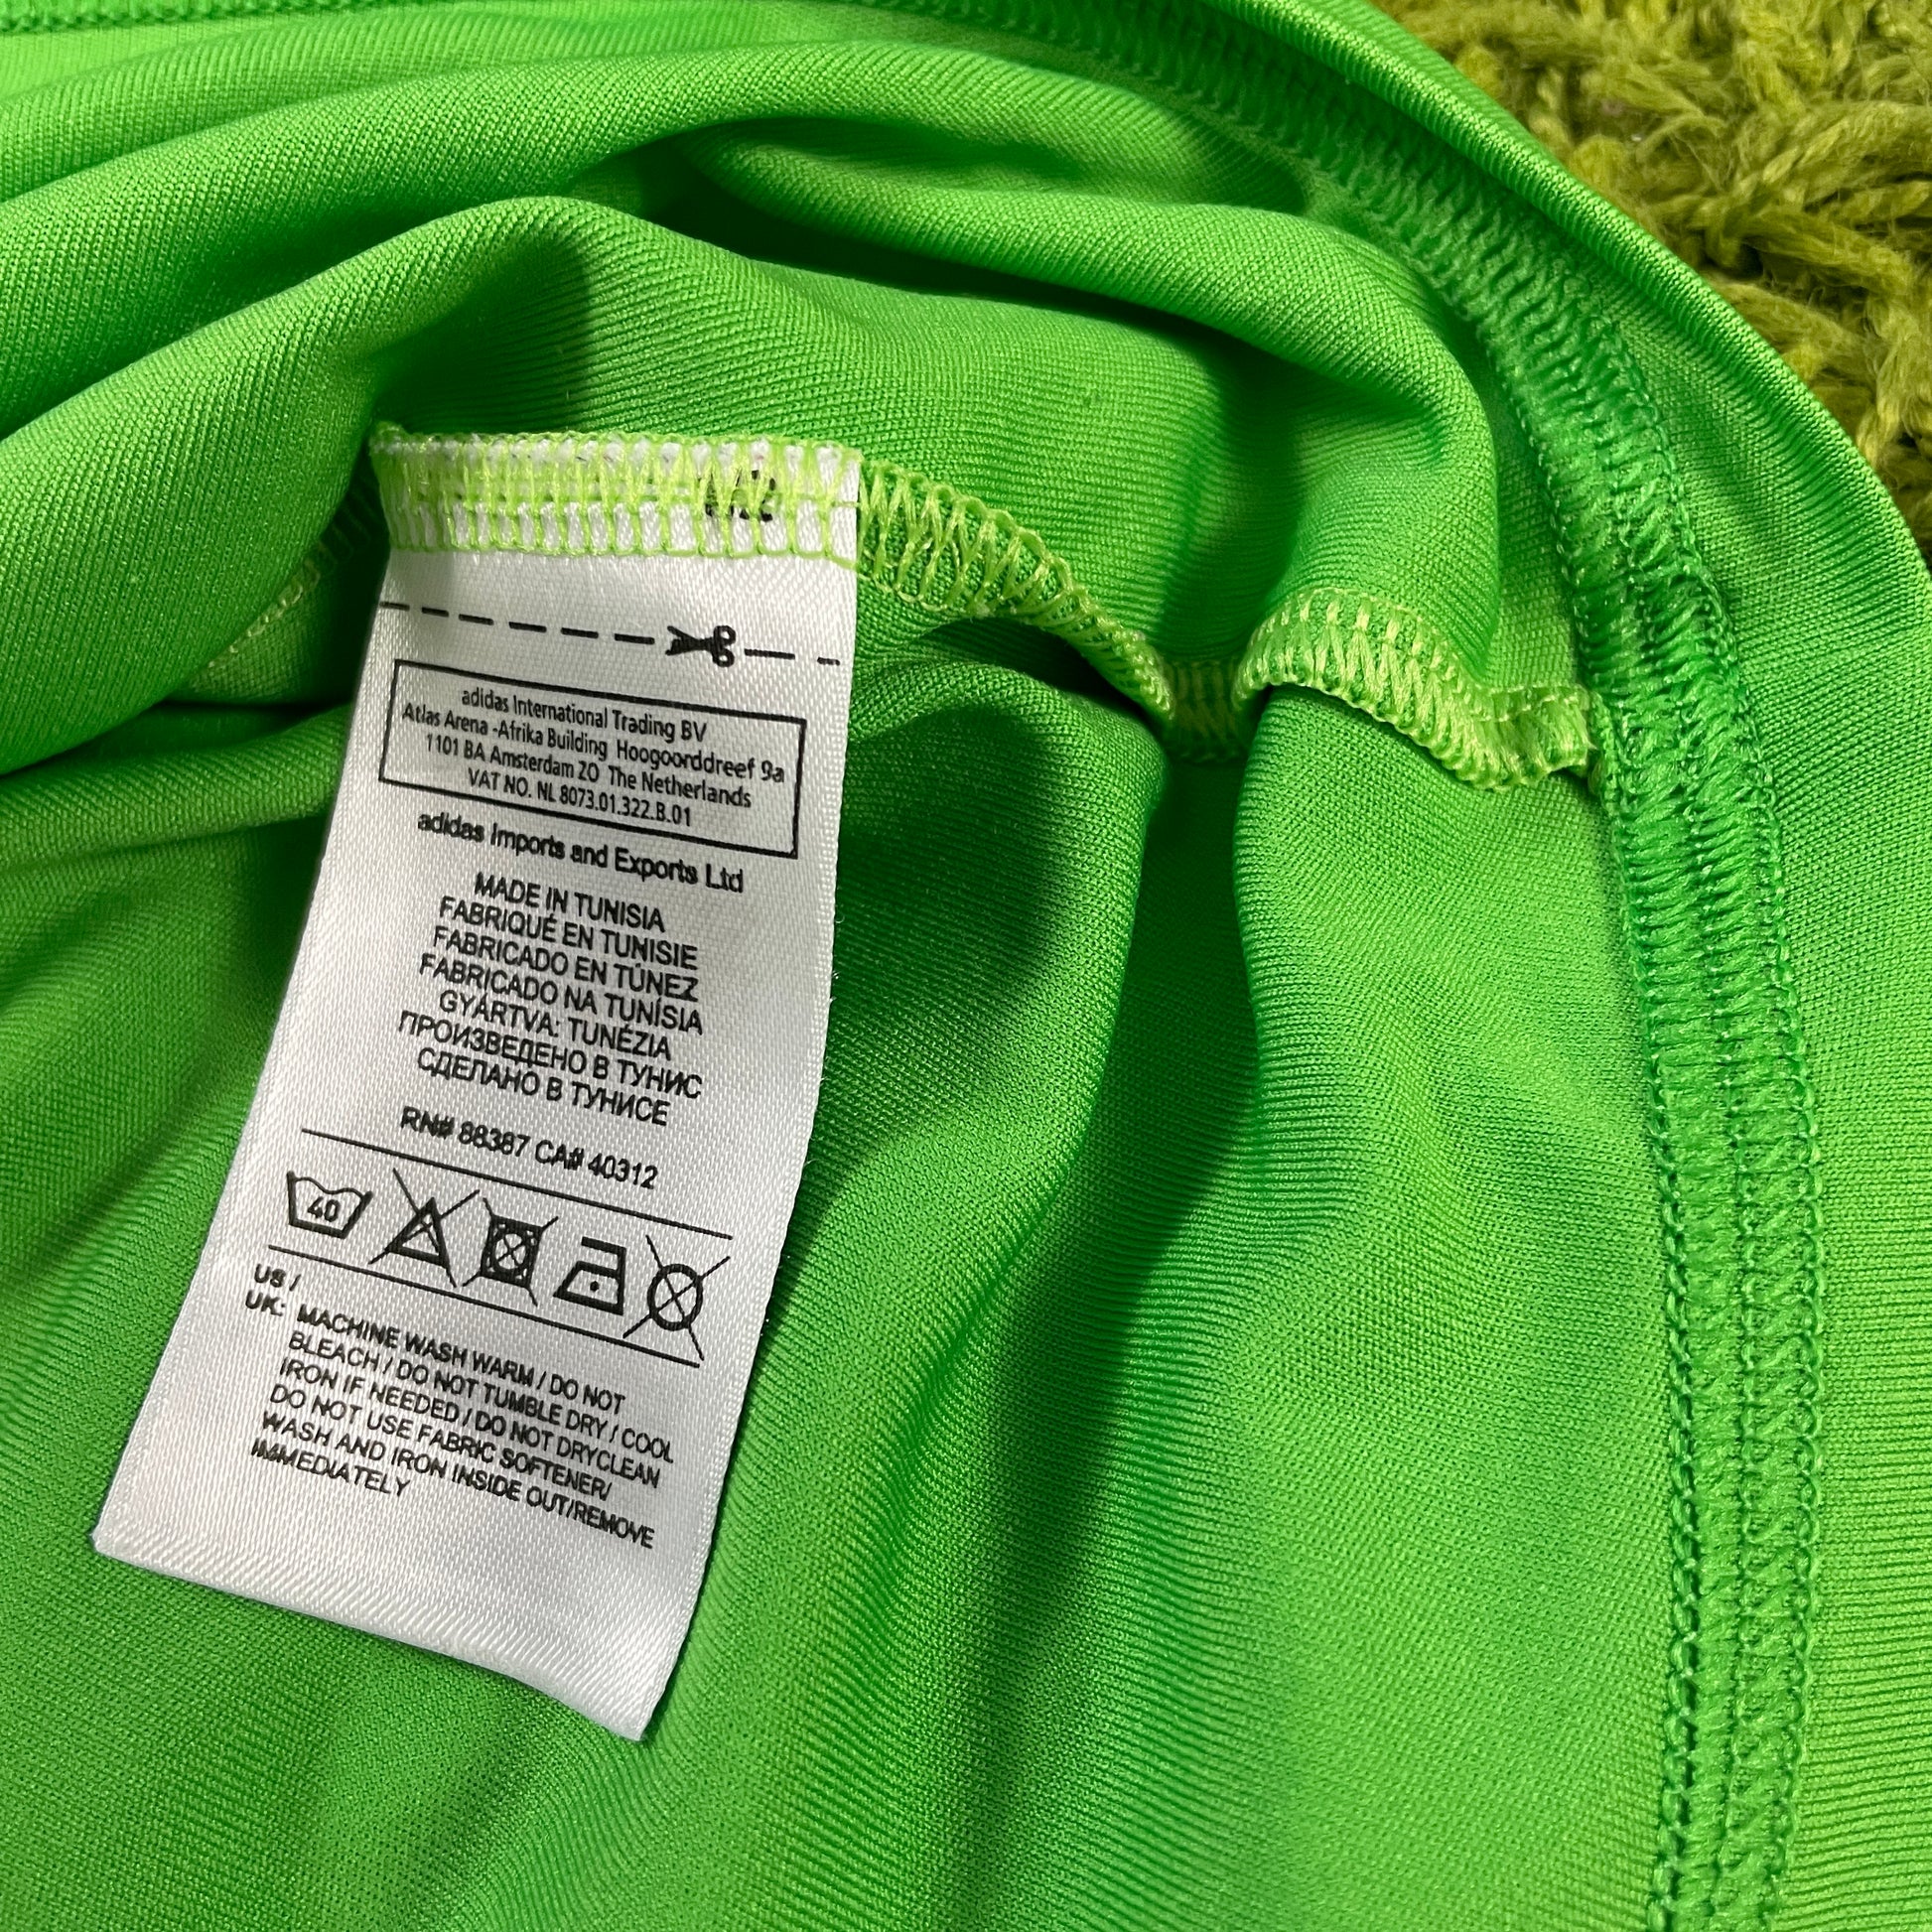 adidas International Trading BV
Atlas Arena -Afrika Building Hoogoorddreef 9a
1101 BA Amsterdam ZO The Netherlands
VAT NO. NL 8073.01.322.B.01
adidas Imports and Exports Ltd
MADE IN TUNISIA
FABRIQUÉ EN TUNISIE
FABRICADO EN TÚNEZ
FABRICADO NA TUNÍSIA
GYÁRTVA: TUNÉZIA
ПРОИЗВЕДЕНО В ТУНИС
СДЕЛАНО В ТУНИСЕ
RN# 88387 CA# 40312
40
US /
UK: MACHINE WASH WARM / DO NOT
BLEACH / DO NOT TUMBLE DRY / COOL
IRON IF NEEDED / DO NOT DRYCLEAN
DO NOT USE FABRIC SOFTENER/
WASH AND IRON INSIDE OUT/REMOVE
IMMEDIATELY